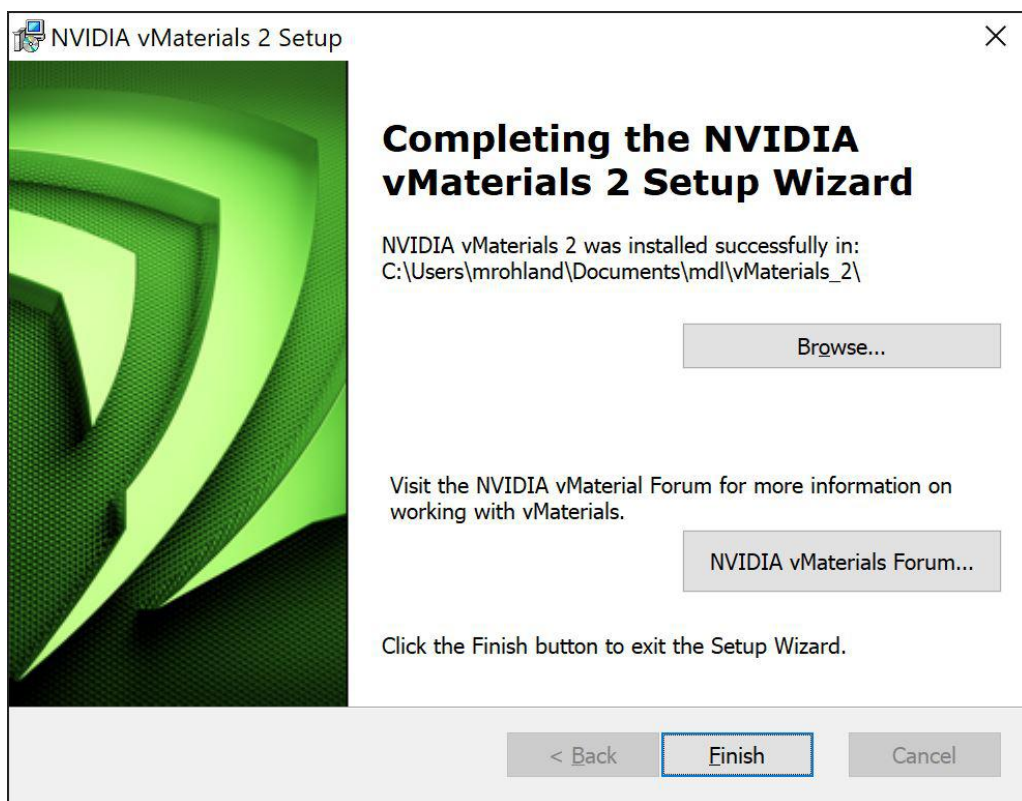 NVIDIA vMaterials 2 Setup
Completing the NVIDIA
vMaterials 2 Setup Wizard
NVIDIA vMaterials 2 was installed successfully in:
C:\Users\mrohland\Documents\mdl\vMaterials_2\
Browse...
Visit the NVIDIA vMaterial Forum for more information on
working with vMaterials.
NVIDIA vMaterials Forum...
Click the Finish button to exit the Setup Wizard.
< Back
Finish
Cancel